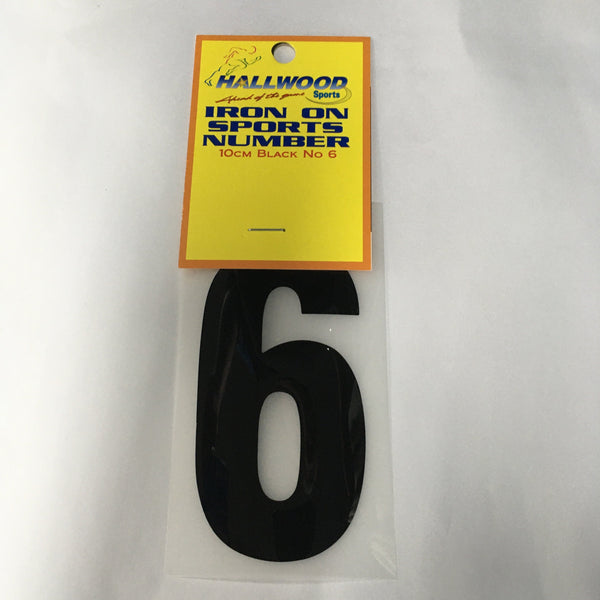 HALLWOOD
Ahead of the game Sports
IRON ON
SPORTS
NUMBER
10CM BLACK NO 6
6